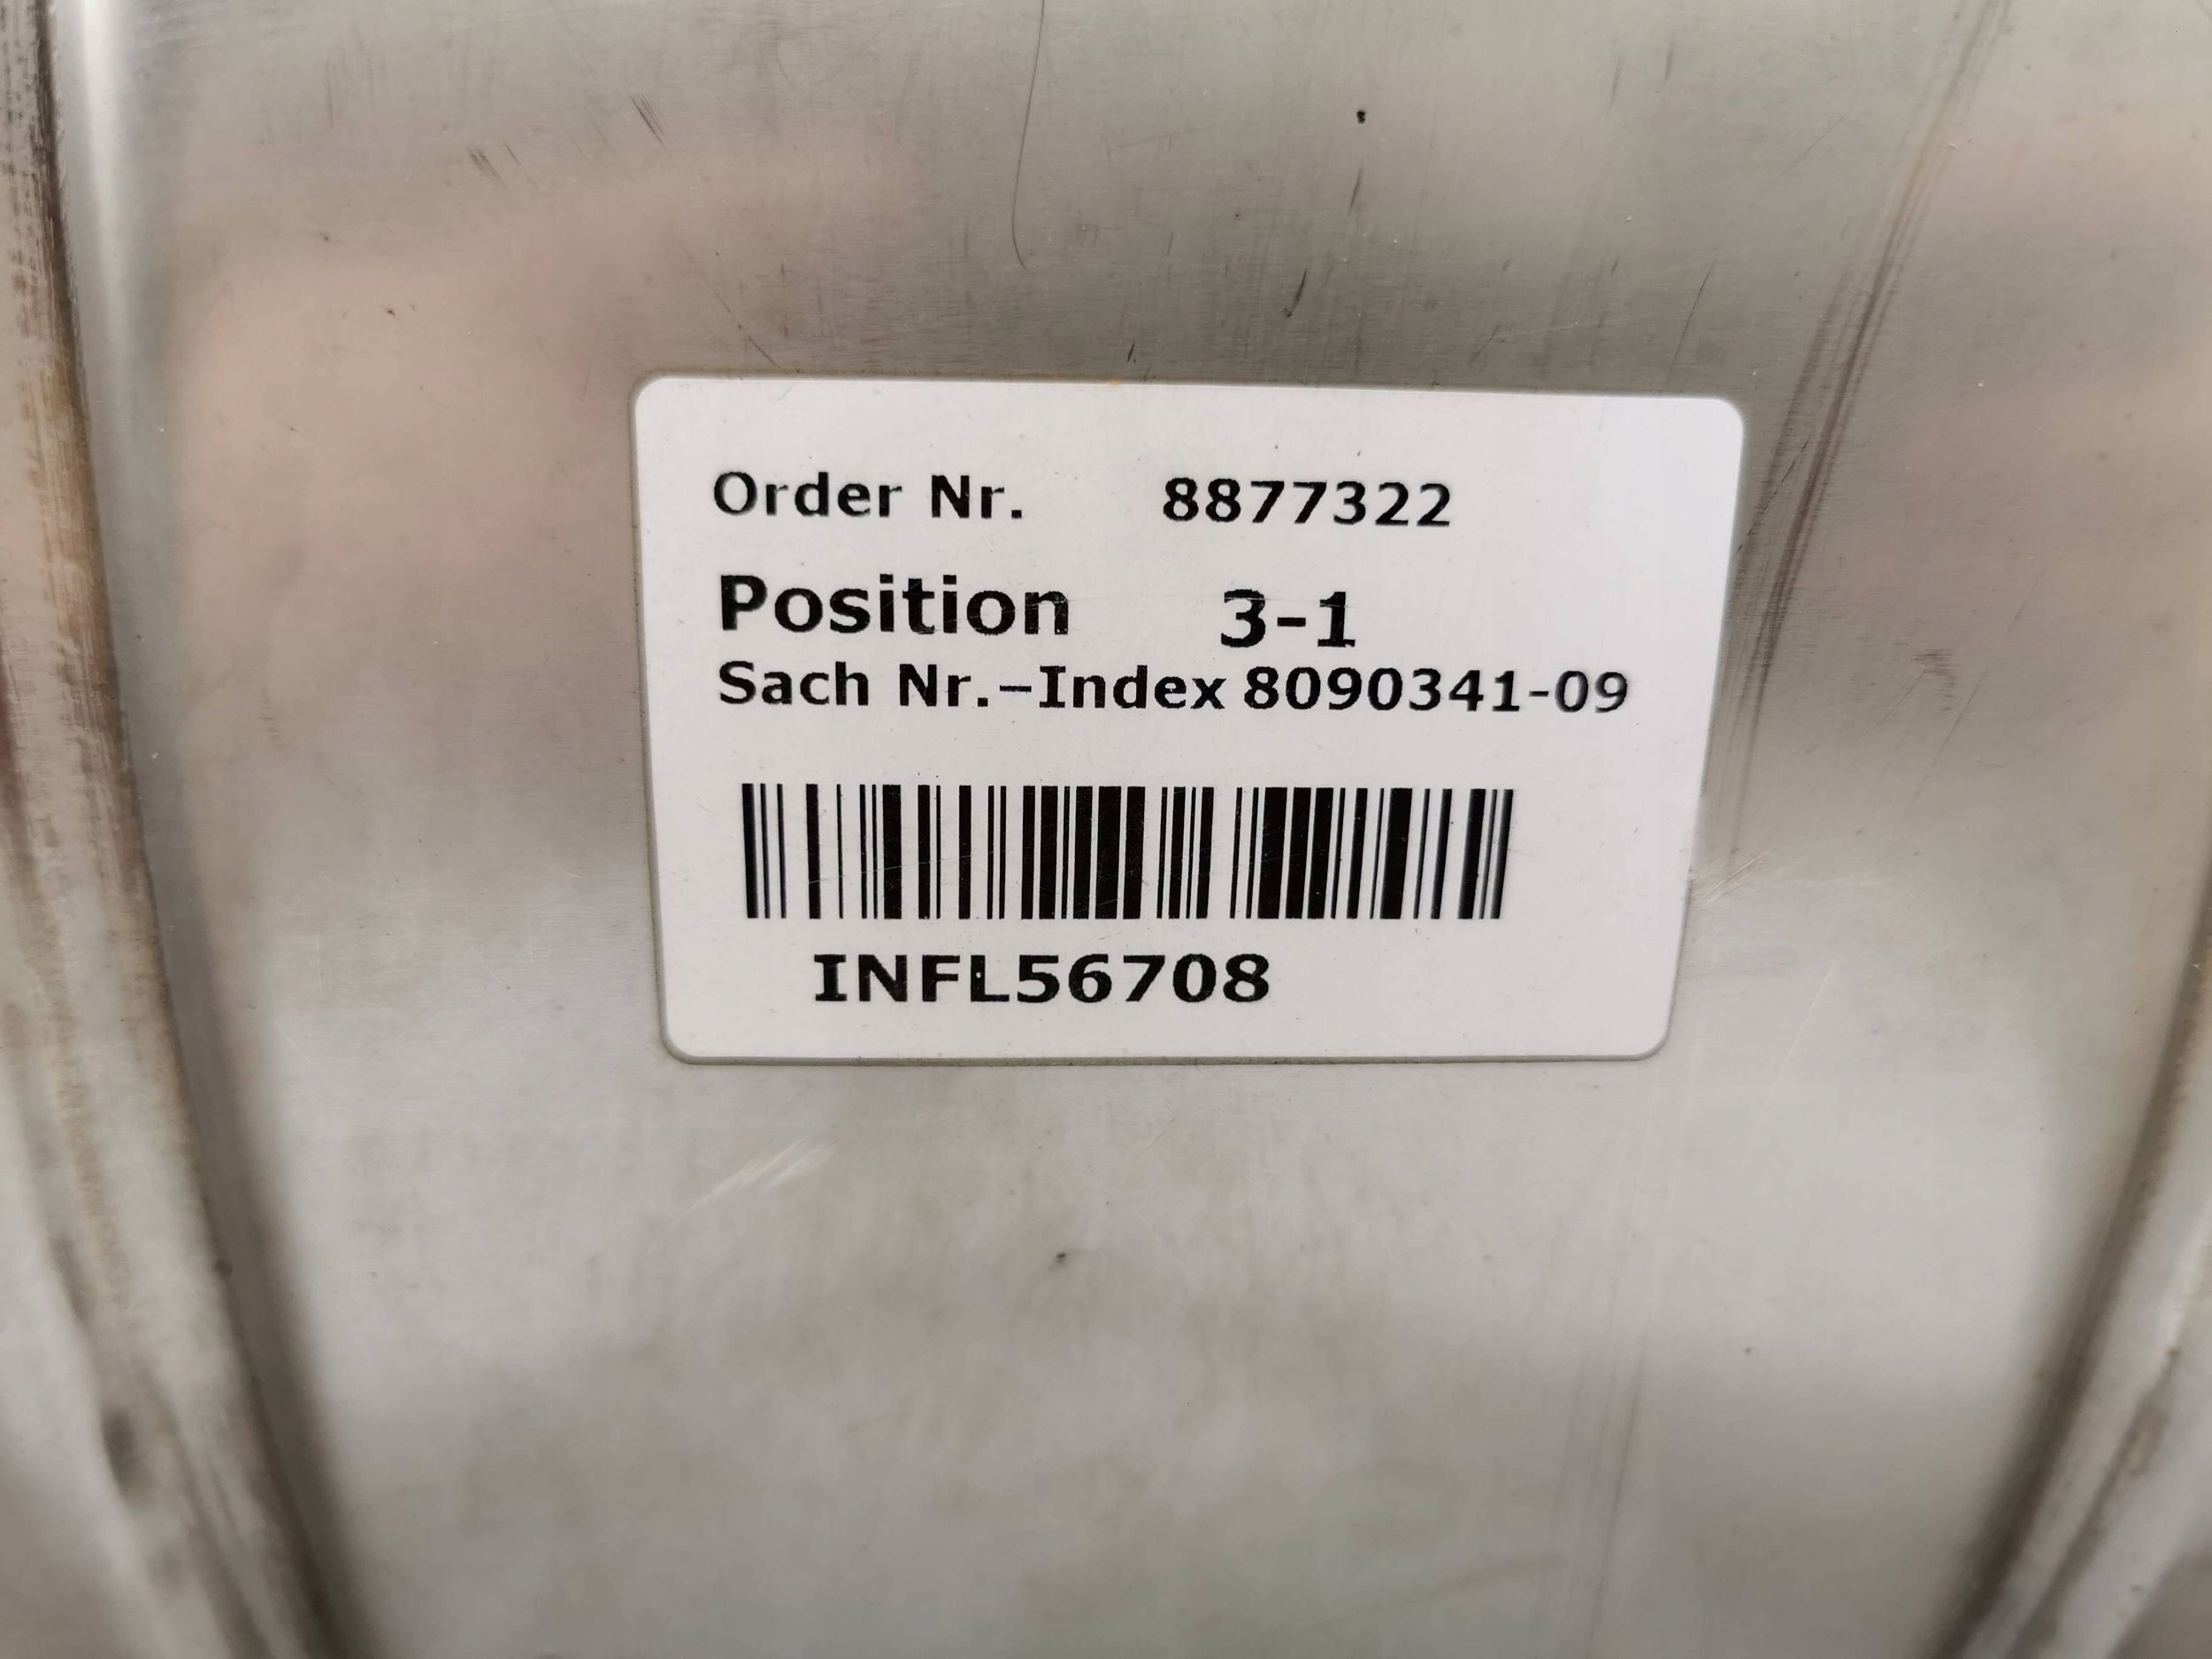 Order Nr. 8877322
Position 3-1
Sach Nr.–Index 8090341-09
INFL56708